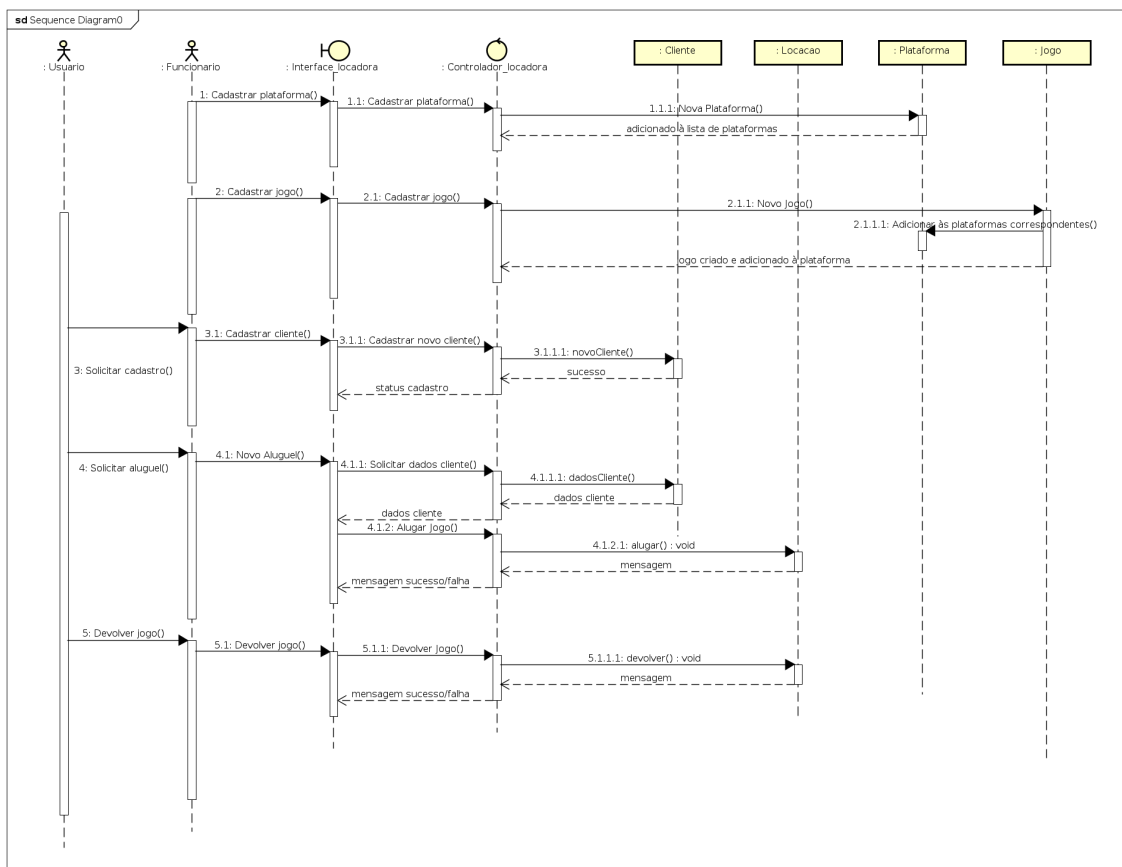 sd Sequence Diagram0
: Usuario
: Funcionario
: Interface_locadora
: Controlador_locadora
: Cliente
: Locacao
: Plataforma
: Jogo
1: Cadastrar plataforma()
1.1: Cadastrar plataforma()
1.1.1: Nova Plataforma()
adicionado à lista de plataformas
2: Cadastrar jogo()
2.1: Cadastrar jogo()
2.1.1: Novo Jogo()
2.1.1.1: Adicionar às plataformas correspondentes()
Jogo criado e adicionado à plataforma
3: Solicitar cadastro()
3.1: Cadastrar cliente()
3.1.1: Cadastrar novo cliente()
3.1.1.1: novoCliente()
sucesso
status cadastro
4: Solicitar aluguel()
4.1: Novo Aluguel()
4.1.1: Solicitar dados cliente()
4.1.1.1: dadosCliente()
dados cliente
dados cliente
4.1.2: Alugar Jogo()
4.1.2.1: alugar() : void
mensagem
mensagem sucesso/falha
5: Devolver jogo()
5.1: Devolver jogo()
5.1.1: Devolver Jogo()
5.1.1.1: devolver() : void
mensagem
mensagem sucesso/falha